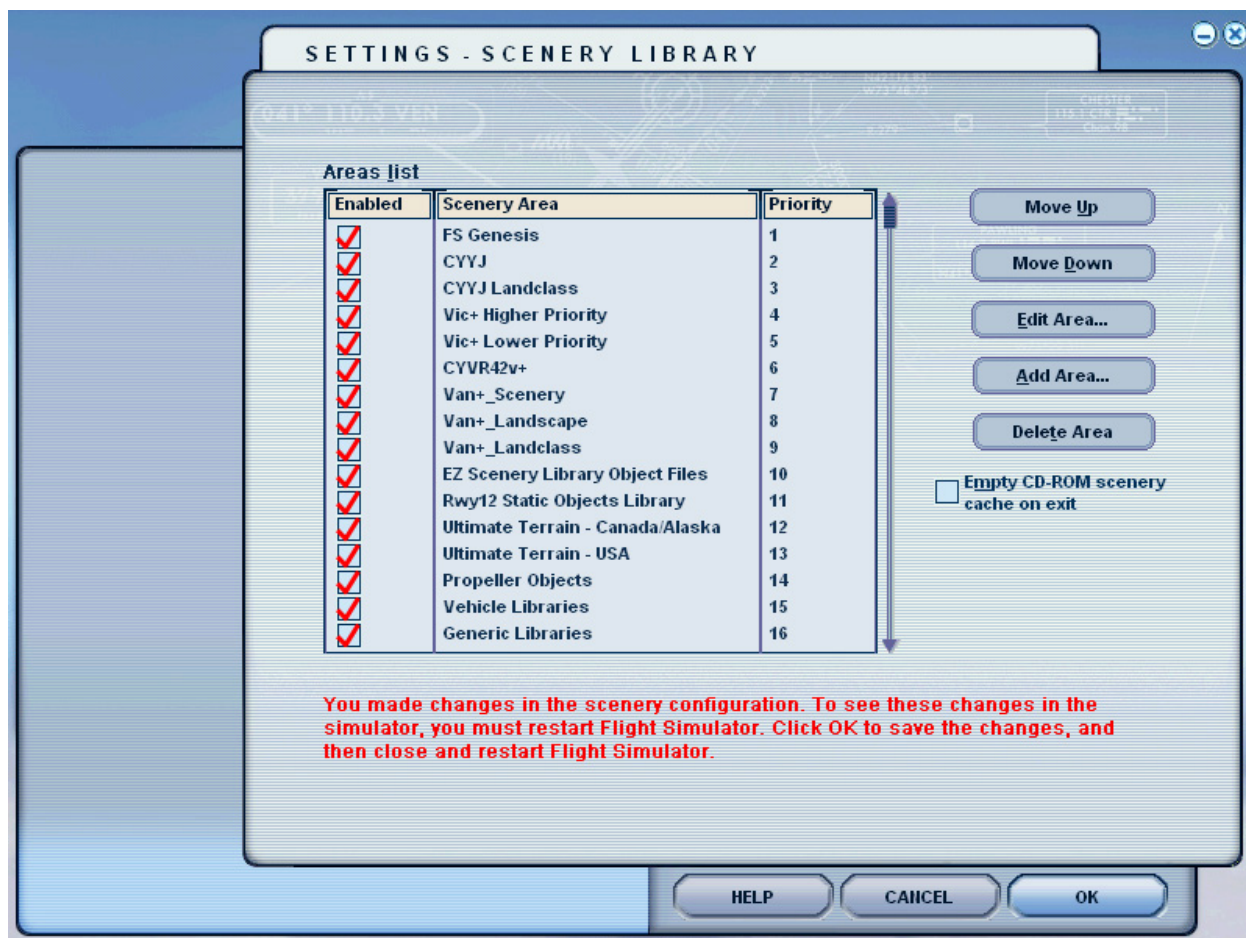 SETTINGS - SCENERY LIBRARY
041° 110.3 VEN
CHESTER
Areas list
Enabled Scenery Area Priority
FS Genesis 1
CYYJ 2
CYYJ Landclass 3
Vic+ Higher Priority 4
Vic+ Lower Priority 5
CYVR42v+ 6
Van+_Scenery 7
Van+_Landscape 8
Van+_Landclass 9
EZ Scenery Library Object Files 10
Rwy12 Static Objects Library 11
Ultimate Terrain - Canada/Alaska 12
Ultimate Terrain - USA 13
Propeller Objects 14
Vehicle Libraries 15
Generic Libraries 16
Move Up
Move Down
Edit Area...
Add Area...
Delete Area
Empty CD-ROM scenery
cache on exit
You made changes in the scenery configuration. To see these changes in the
simulator, you must restart Flight Simulator. Click OK to save the changes, and
then close and restart Flight Simulator.
HELP CANCEL OK